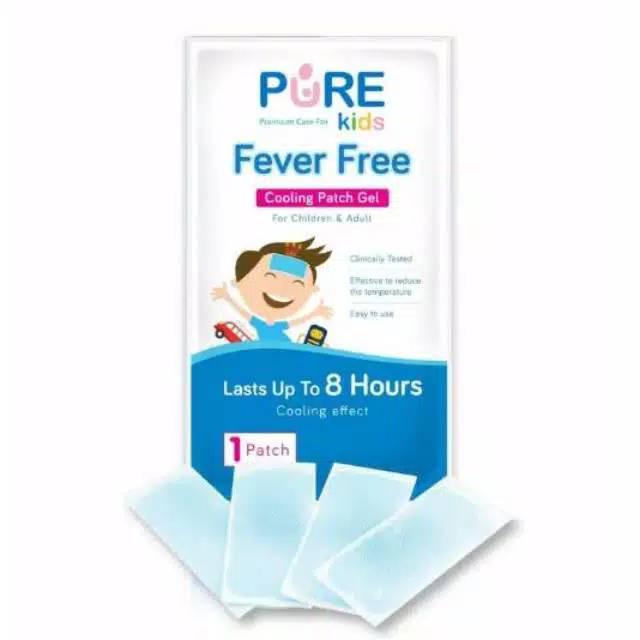 PURE
Premium Care For kids
Fever Free
Cooling Patch Gel
For Children & Adult
Clinically Tested
Effective to reduce
the temperature
Easy to use
Lasts Up To 8 Hours
Cooling effect
1 Patch